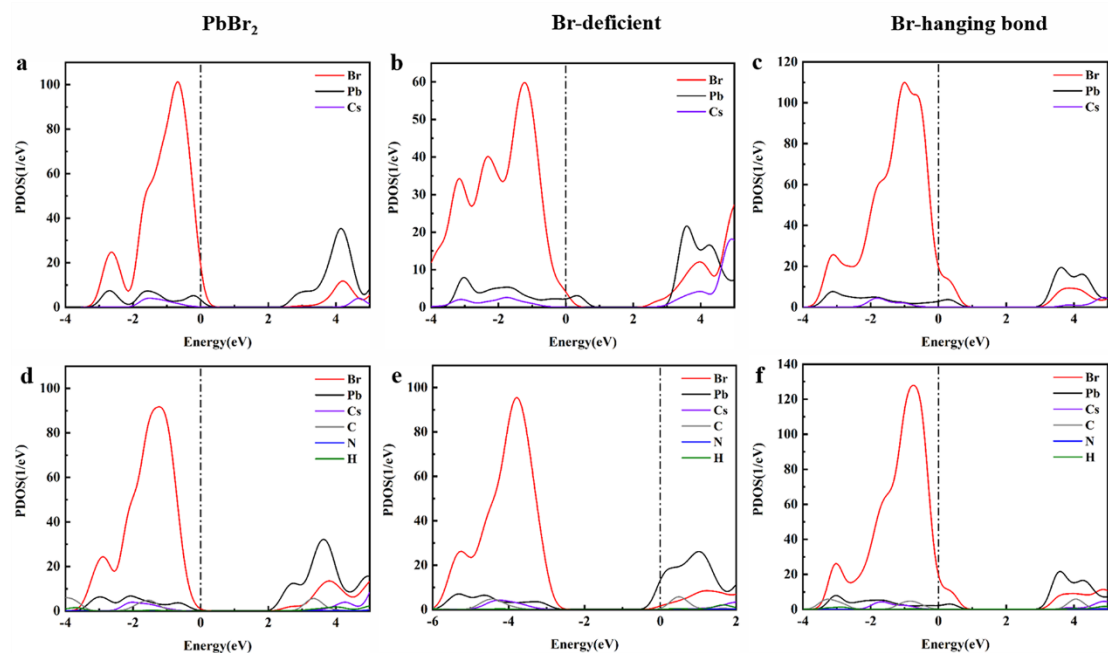 PbBr₂ Br-deficient Br-hanging bond
a
Br
Pb
Cs
PDOS(1/eV)
100
80
60
40
20
0
-4 -2 0 2 4
Energy(eV)
b
Br
Pb
Cs
PDOS(1/eV)
60
50
40
30
20
10
0
-4 -2 0 2 4
Energy(eV)
c
Br
Pb
Cs
PDOS(1/eV)
120
100
80
60
40
20
0
-4 -2 0 2 4
Energy(eV)
d
Br
Pb
Cs
C
N
H
PDOS(1/eV)
100
80
60
40
20
0
-4 -2 0 2 4
Energy(eV)
e
Br
Pb
Cs
C
N
H
PDOS(1/eV)
100
80
60
40
20
0
-6 -4 -2 0 2
Energy(eV)
f
Br
Pb
Cs
C
N
H
PDOS(1/eV)
140
120
100
80
60
40
20
0
-4 -2 0 2 4
Energy(eV)